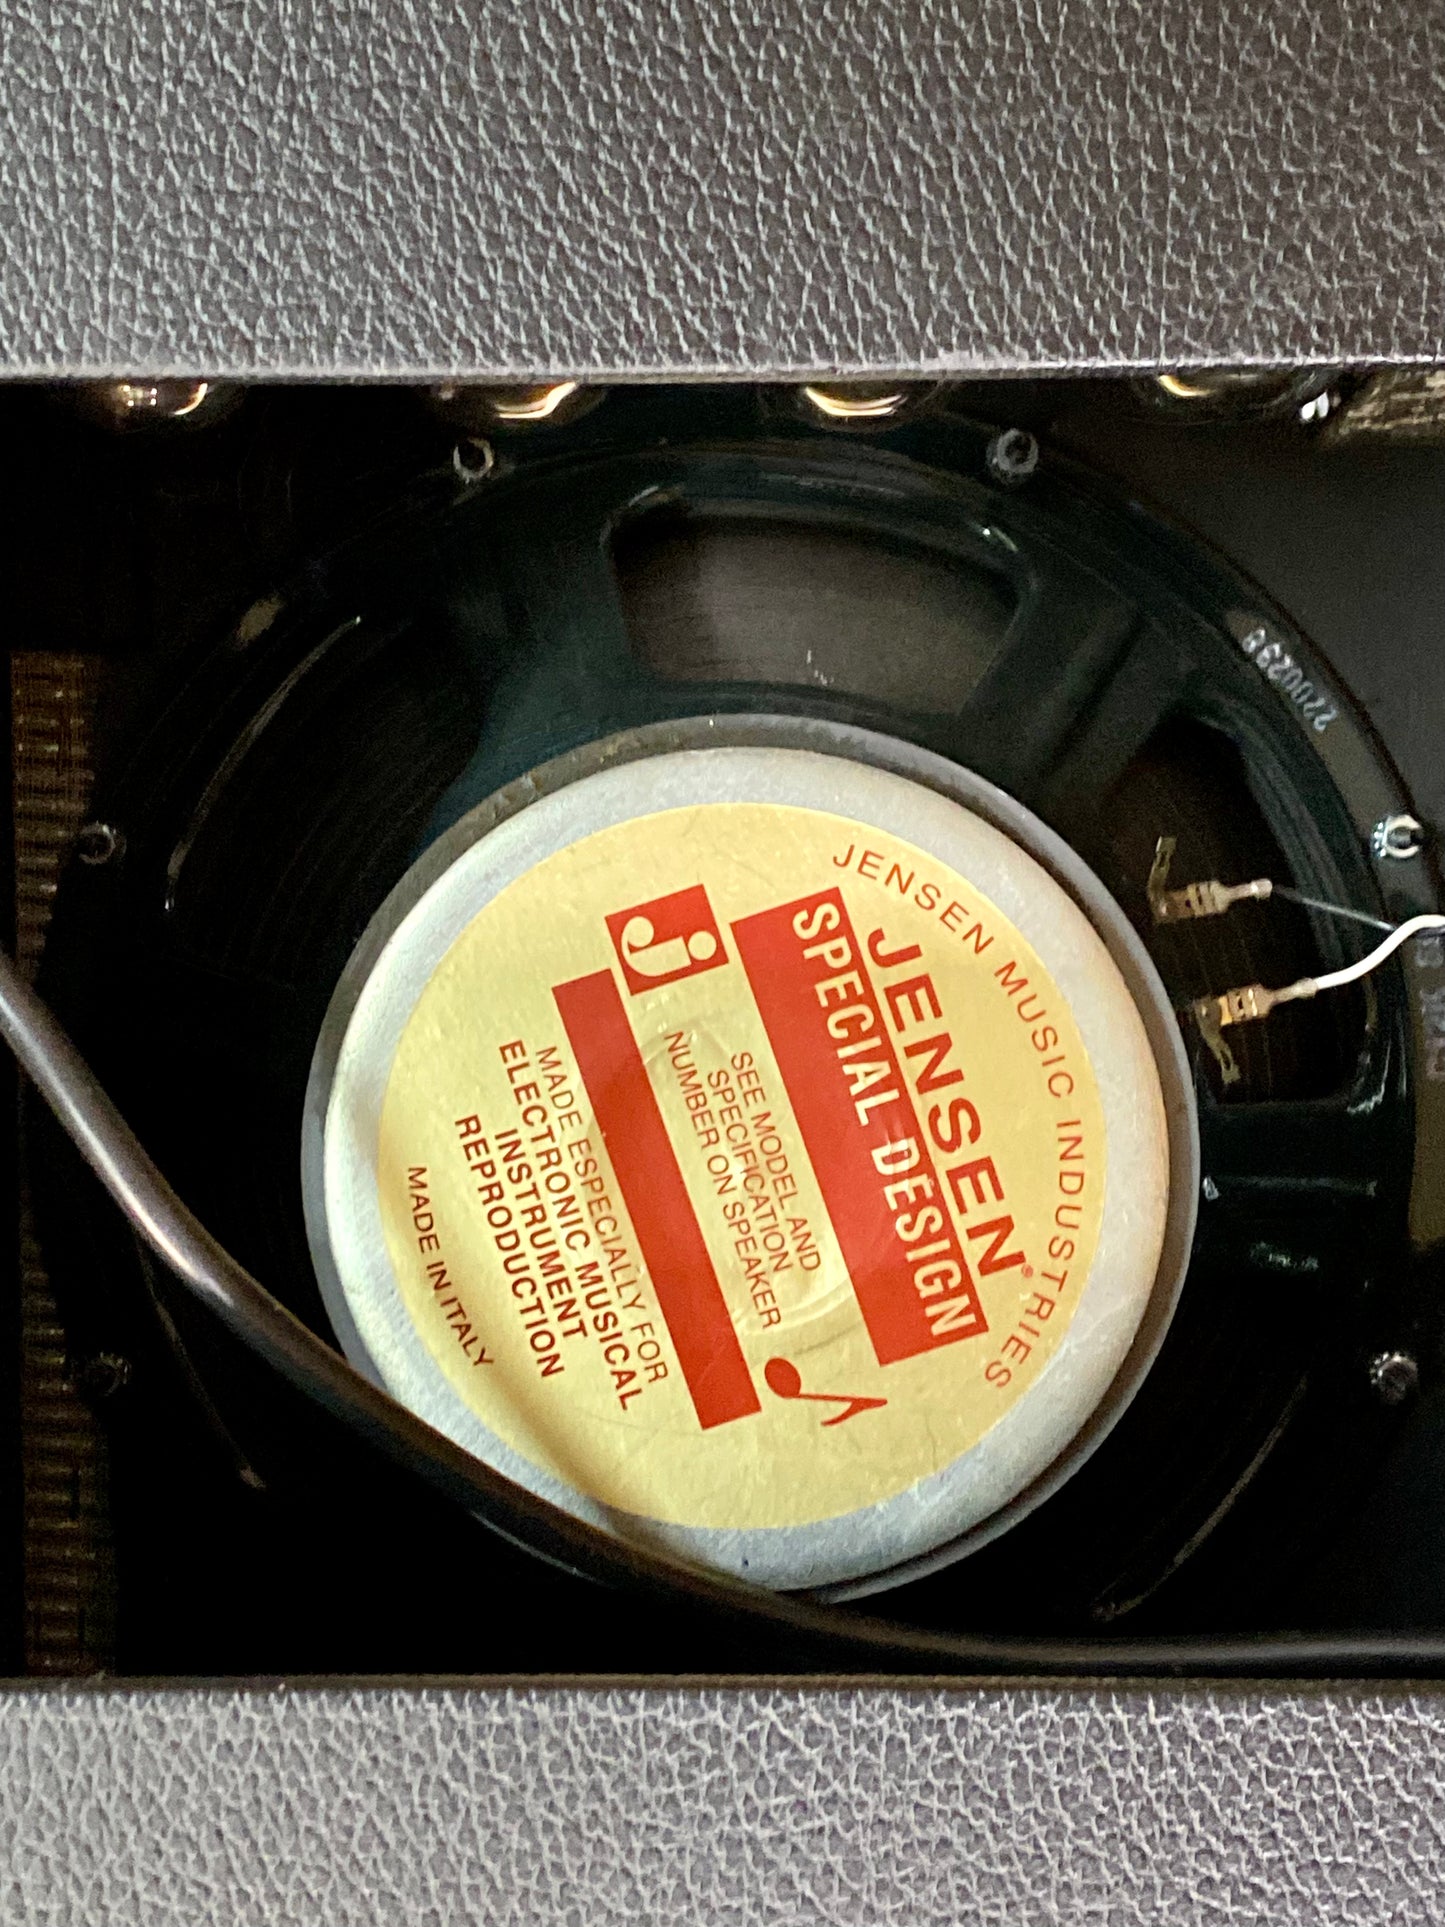 JENSEN MUSIC INDUSTRIES
JENSEN®
SPECIAL DESIGN
j
SEE MODEL AND
SPECIFICATION
NUMBER ON SPEAKER
MADE ESPECIALLY FOR
ELECTRONIC MUSICAL
INSTRUMENT
REPRODUCTION
MADE IN ITALY
2200298